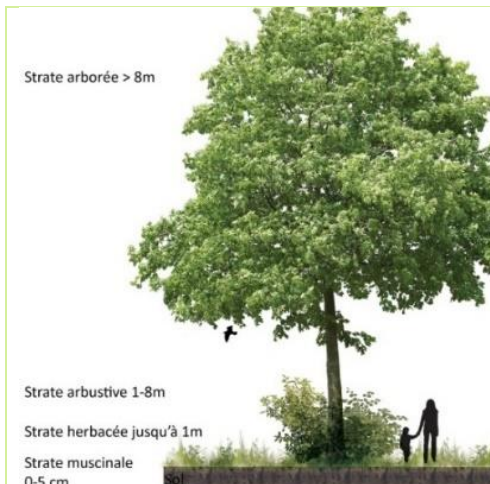 Strate arborée > 8m
Strate arbustive 1-8m
Strate herbacée jusqu'à 1m
Strate muscinale
0-5 cm
Sol